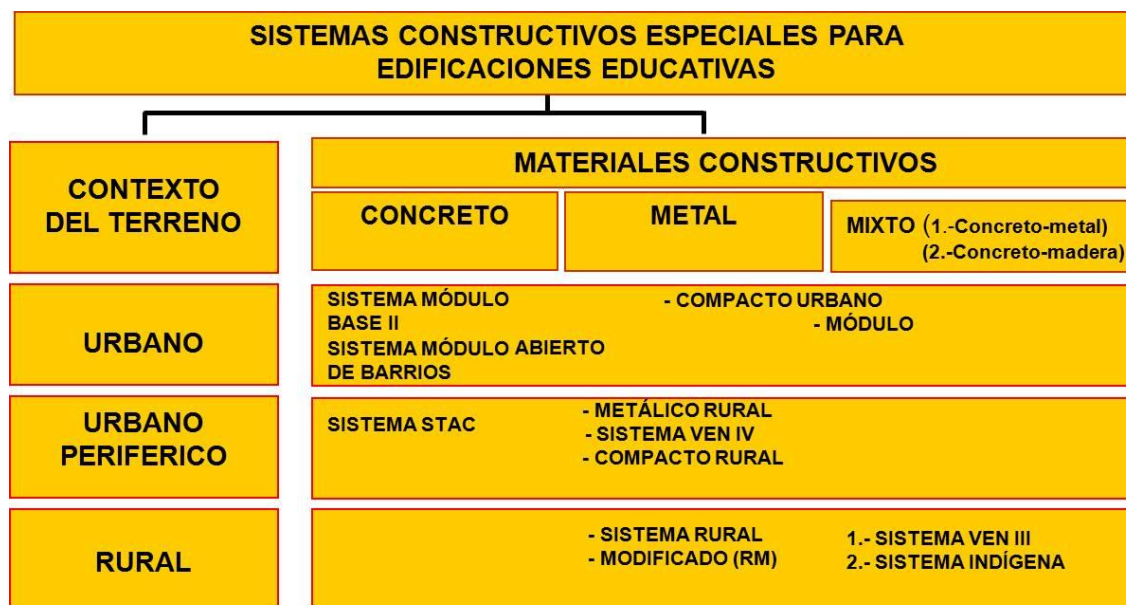 SISTEMAS CONSTRUCTIVOS ESPECIALES PARA
EDIFICACIONES EDUCATIVAS
CONTEXTO
DEL TERRENO
MATERIALES CONSTRUCTIVOS
CONCRETO
METAL
MIXTO (1.-Concreto-metal)
(2.-Concreto-madera)
URBANO
SISTEMA MÓDULO
BASE II
SISTEMA MÓDULO ABIERTO
DE BARRIOS
- COMPACTO URBANO
- MÓDULO
URBANO
PERIFERICO
SISTEMA STAC
- METÁLICO RURAL
- SISTEMA VEN IV
- COMPACTO RURAL
RURAL
- SISTEMA RURAL
- MODIFICADO (RM)
1.- SISTEMA VEN III
2.- SISTEMA INDÍGENA